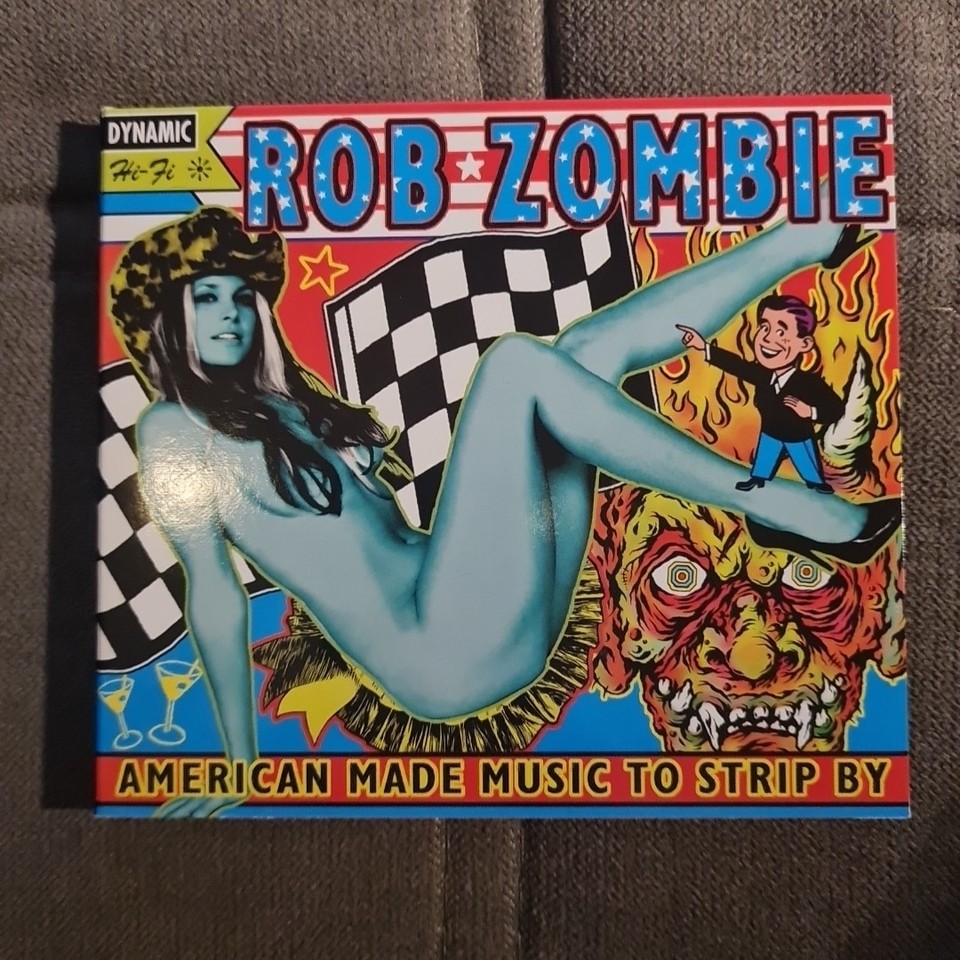 DYNAMIC
Hi-Fi
ROB ZOMBIE
AMERICAN MADE MUSIC TO STRIP BY